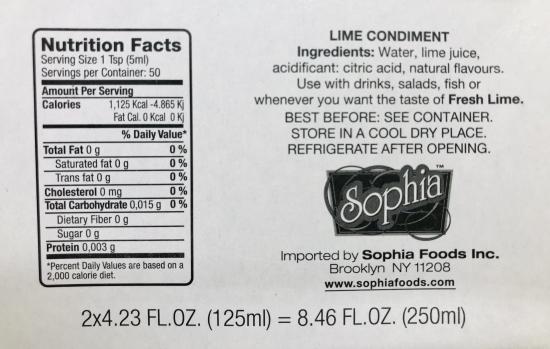 Nutrition Facts
Serving Size 1 Tsp (5ml)
Servings per Container: 50
Amount Per Serving
Calories 1,125 Kcal -4.865 Kj
Fat Cal. 0 Kcal 0 Kj
% Daily Value*
Total Fat 0 g 0 %
Saturated fat 0 g 0 %
Trans fat 0 g 0 %
Cholesterol 0 mg 0 %
Total Carbohydrate 0,015 g 0 %
Dietary Fiber 0 g
Sugar 0 g
Protein 0,003 g
*Percent Daily Values are based on a
2,000 calorie diet.
LIME CONDIMENT
Ingredients: Water, lime juice,
acidificant: citric acid, natural flavours.
Use with drinks, salads, fish or
whenever you want the taste of Fresh Lime.
BEST BEFORE: SEE CONTAINER.
STORE IN A COOL DRY PLACE.
REFRIGERATE AFTER OPENING.
Sophia™
Imported by Sophia Foods Inc.
Brooklyn NY 11208
www.sophiafoods.com
2x4.23 FL.OZ. (125ml) = 8.46 FL.OZ. (250ml)